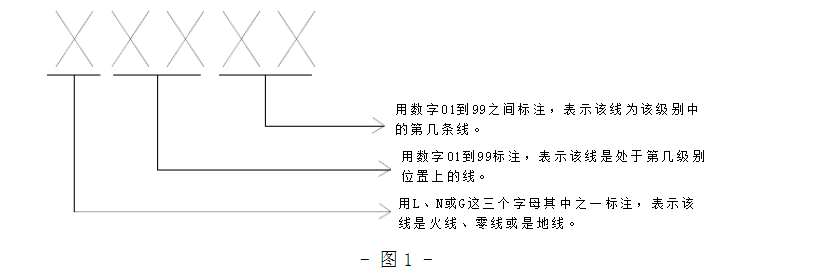 X X X X X
用数字01到99之间标注，表示该线为该级别中
的第几条线。
用数字01到99标注，表示该线是处于第几级别
位置上的线。
用L、N或G这三个字母其中之一标注，表示该
线是火线、零线或是地线。
- 图 1 -